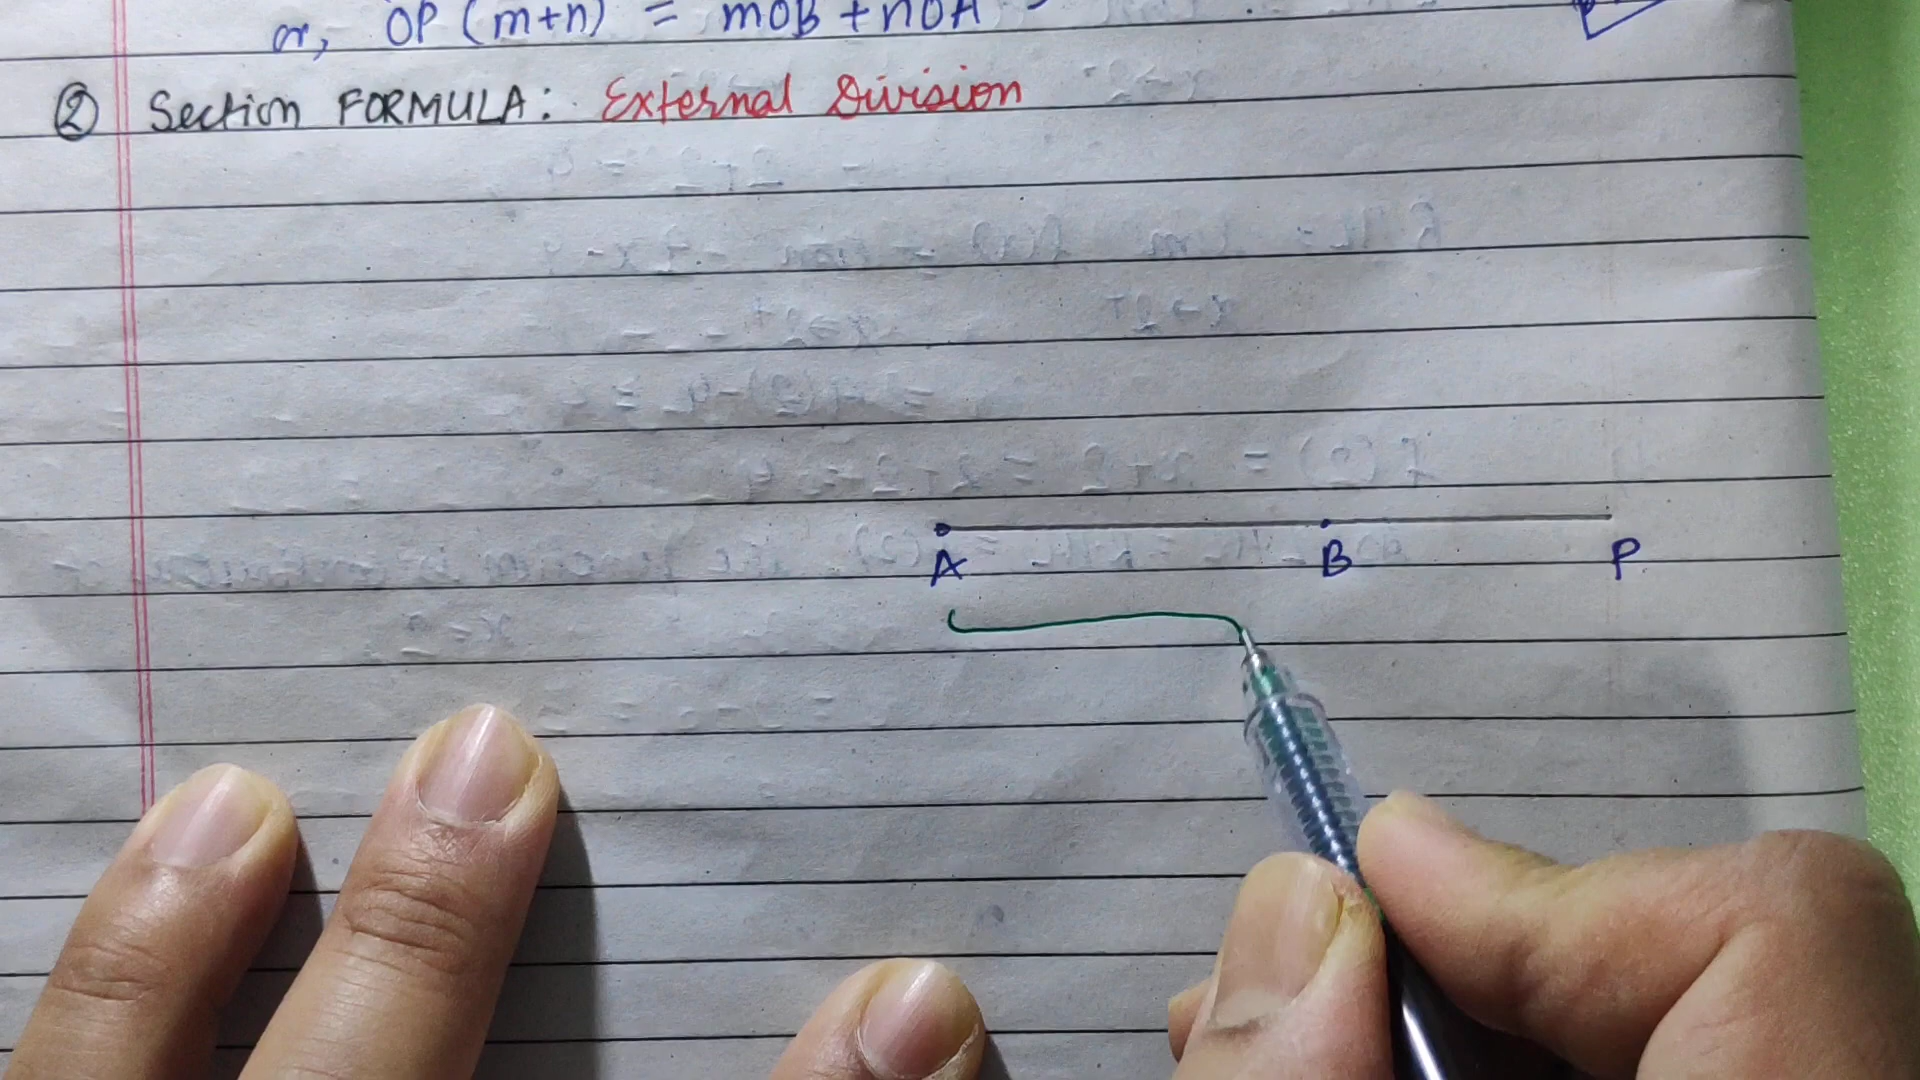 or, OP (m+n) = mOB + nOA
② Section FORMULA: External Division
A B P